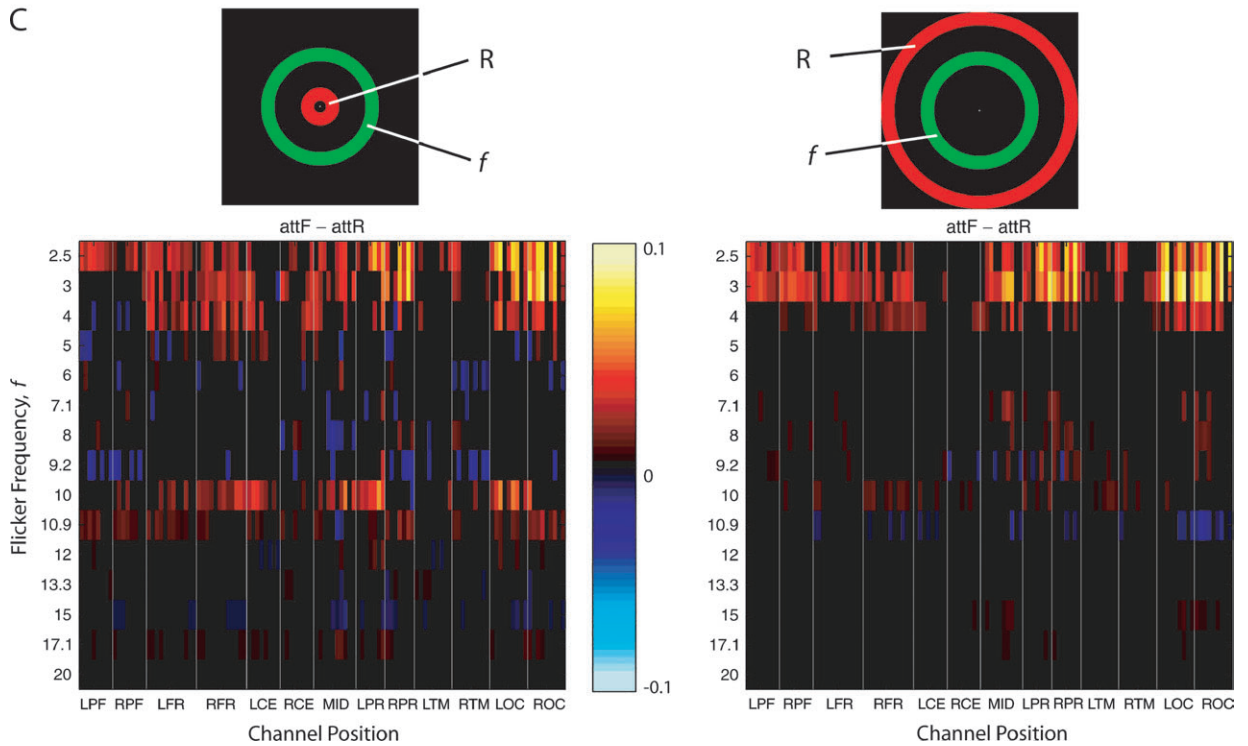 C
R
f
R
f
attF – attR
attF – attR
Flicker Frequency, f
2.5
3
4
5
6
7.1
8
9.2
10
10.9
12
13.3
15
17.1
20
0.1
0
-0.1
2.5
3
4
5
6
7.1
8
9.2
10
10.9
12
13.3
15
17.1
20
LPF RPF LFR RFR LCE RCE MID LPR RPR LTM RTM LOC ROC
LPF RPF LFR RFR LCE RCE MID LPR RPR LTM RTM LOC ROC
Channel Position
Channel Position